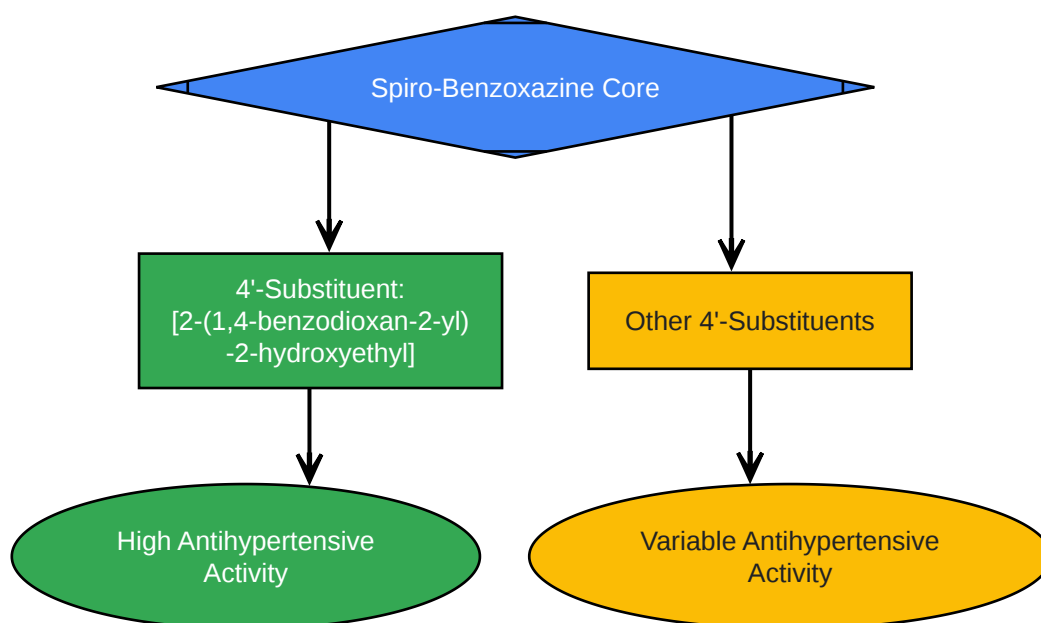 Spiro-Benzoxazine Core
4'-Substituent:
[2-(1,4-benzodioxan-2-yl)
-2-hydroxyethyl]
Other 4'-Substituents
High Antihypertensive
Activity
Variable Antihypertensive
Activity